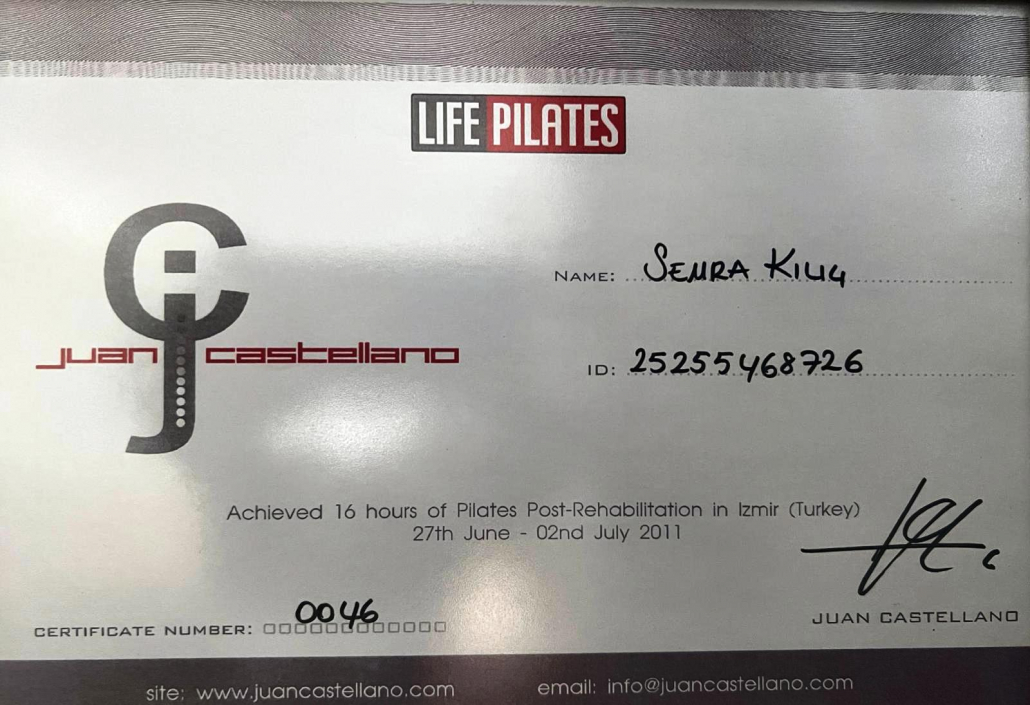 LIFE PILATES
juan castellano
NAME: SEMRA KILIÇ
ID: 25255468726
Achieved 16 hours of Pilates Post-Rehabilitation in Izmir (Turkey)
27th June - 02nd July 2011
JUAN CASTELLANO
CERTIFICATE NUMBER: 0046
site: www.juancastellano.com email: info@juancastellano.com